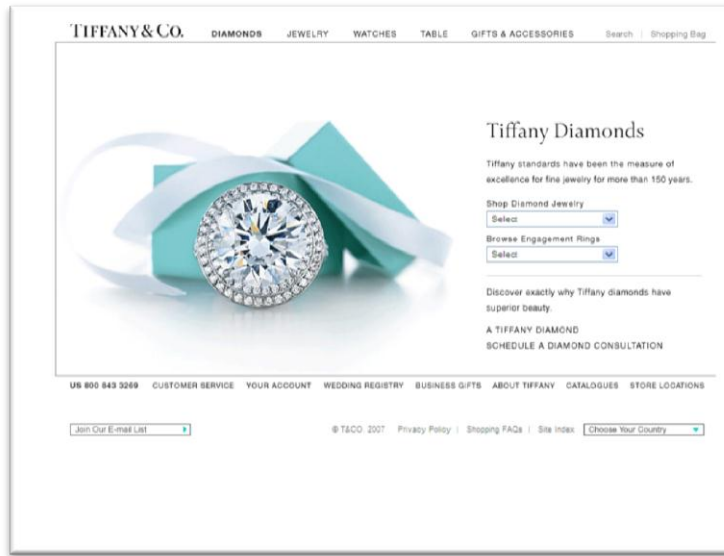 TIFFANY & CO. DIAMONDS JEWELRY WATCHES TABLE GIFTS & ACCESSORIES Search | Shopping Bag
Tiffany Diamonds
Tiffany standards have been the measure of
excellence for fine jewelry for more than 150 years.
Shop Diamond Jewelry
Select
Browse Engagement Rings
Select
Discover exactly why Tiffany diamonds have
superior beauty.
A TIFFANY DIAMOND
SCHEDULE A DIAMOND CONSULTATION
US 800 843 3269 CUSTOMER SERVICE YOUR ACCOUNT WEDDING REGISTRY BUSINESS GIFTS ABOUT TIFFANY CATALOGUES STORE LOCATIONS
Join Our E-mail List © T&CO. 2007 Privacy Policy | Shopping FAQs | Site Index Choose Your Country